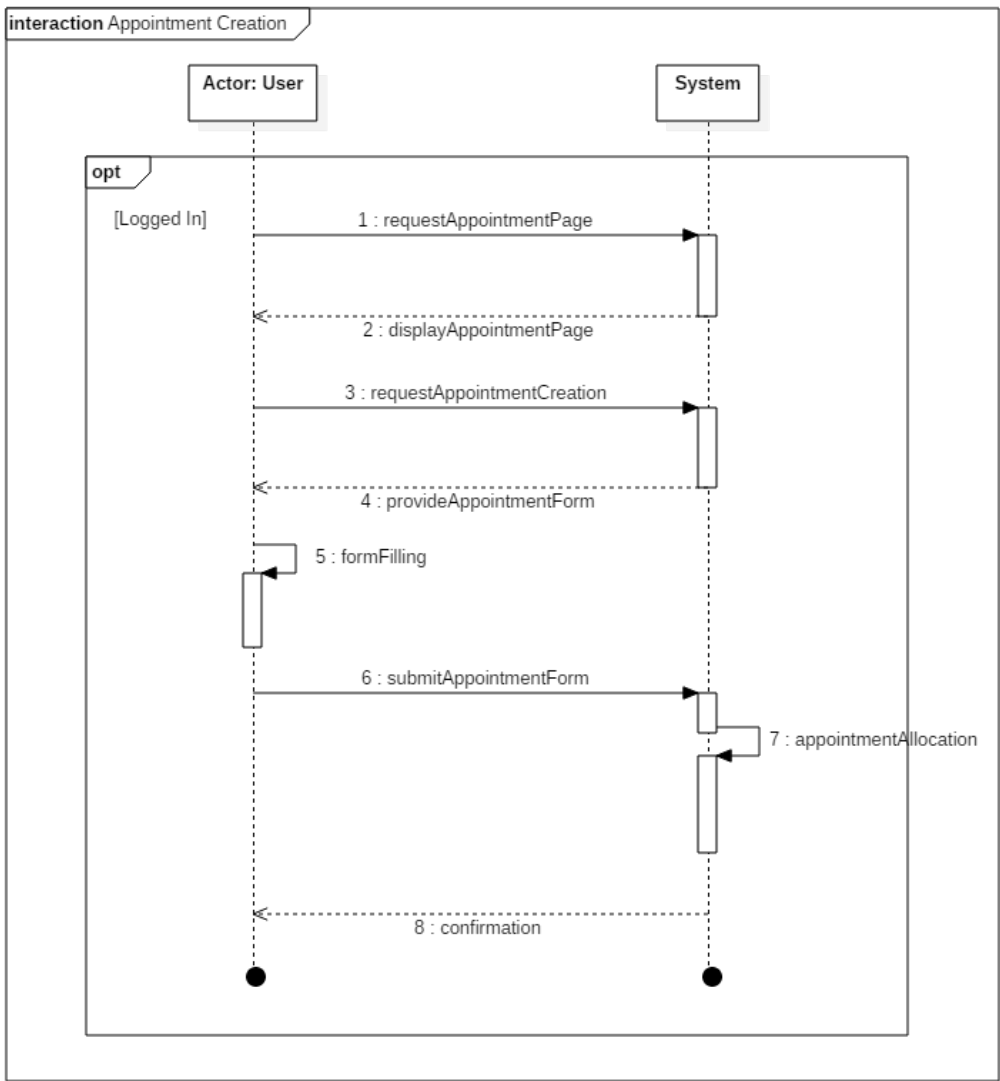 interaction Appointment Creation
Actor: User
System
opt
[Logged In]
1 : requestAppointmentPage
2 : displayAppointmentPage
3 : requestAppointmentCreation
4 : provideAppointmentForm
5 : formFilling
6 : submitAppointmentForm
7 : appointmentAllocation
8 : confirmation